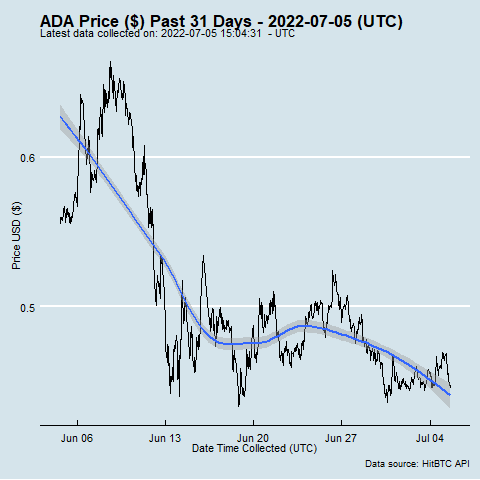 ADA Price ($) Past 31 Days - 2022-07-05 (UTC)
Latest data collected on: 2022-07-05 15:04:31  - UTC
0.6
0.5
Price USD ($)
Jun 06 Jun 13 Jun 20 Jun 27 Jul 04
Date Time Collected (UTC)
Data source: HitBTC API